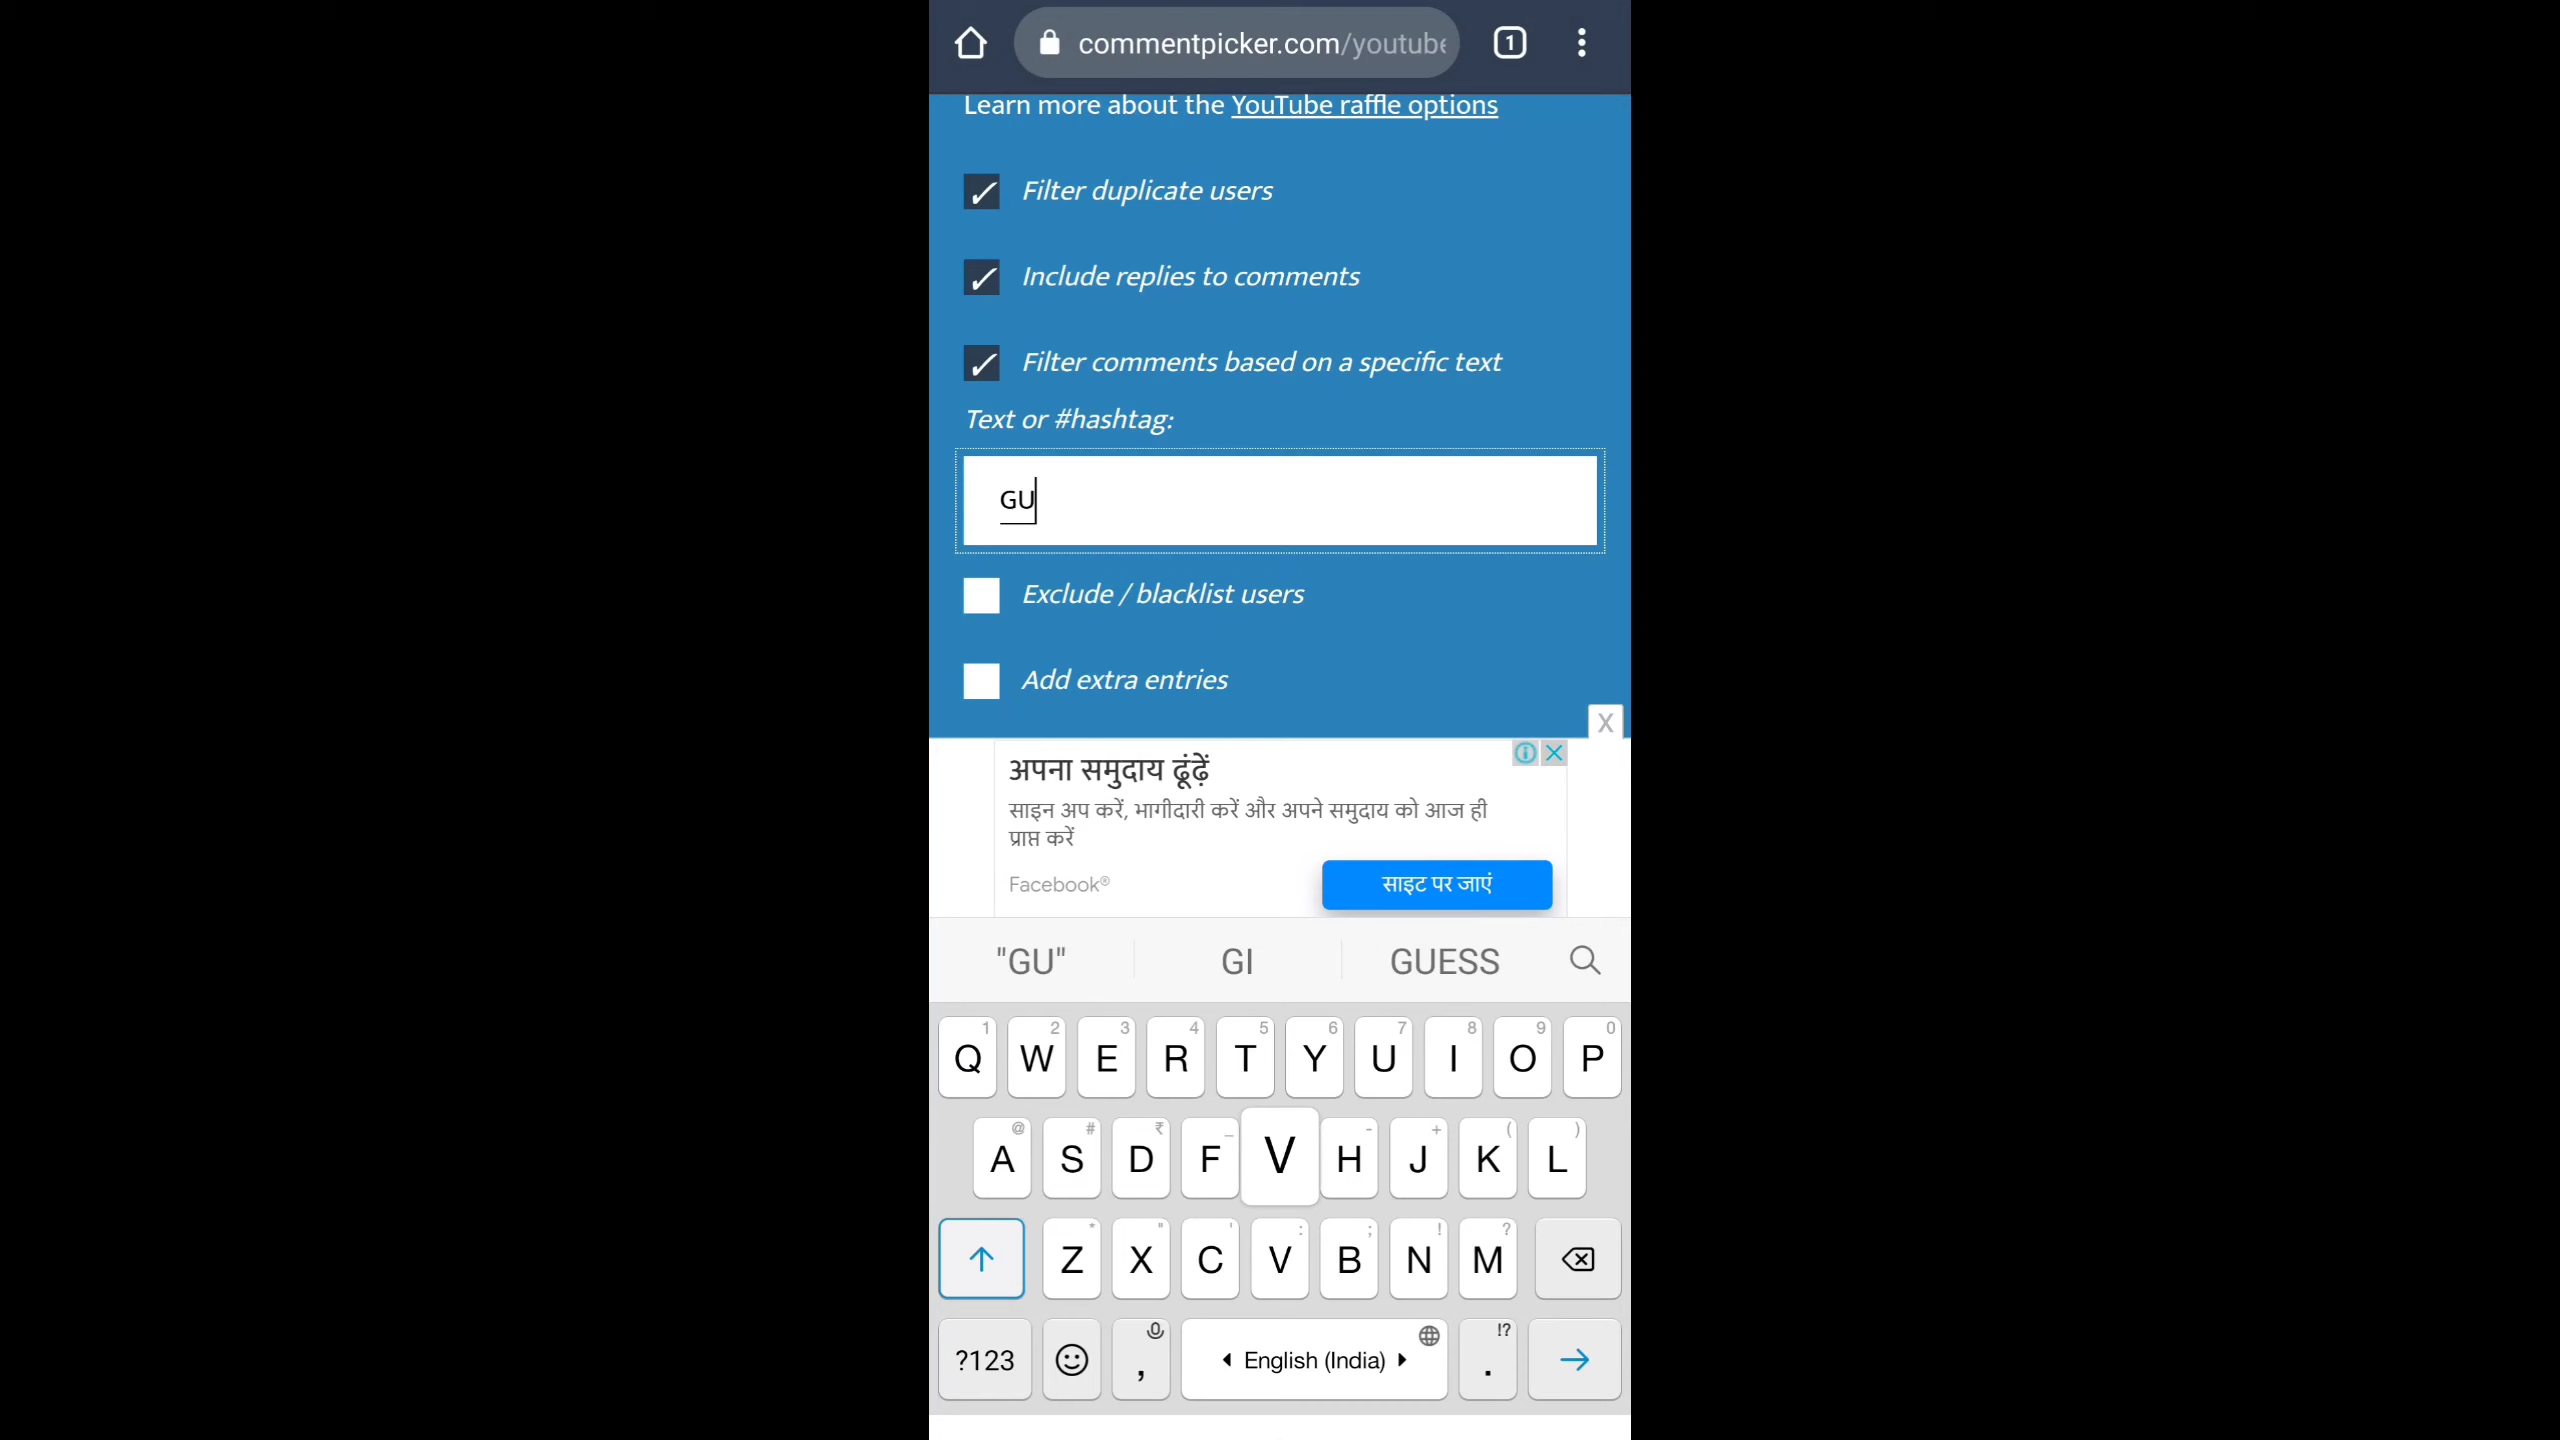 commentpicker.com/youtube
1
Learn more about the YouTube raffle options
Filter duplicate users
Include replies to comments
Filter comments based on a specific text
Text or #hashtag:
GU
Exclude / blacklist users
Add extra entries
X
अपना समुदाय ढूंढ़ें
साइन अप करें, भागीदारी करें और अपने समुदाय को आज ही
प्राप्त करें
Facebook®
साइट पर जाएं
"GU" GI GUESS
1 2 3 4 5 6 7 8 9 0
Q W E R T Y U I O P
@ # ₹ _ - + ( )
A S D F V H J K L
* " ' : ; ! ?
Z X C V B N M
!?
?123 , English (India) .